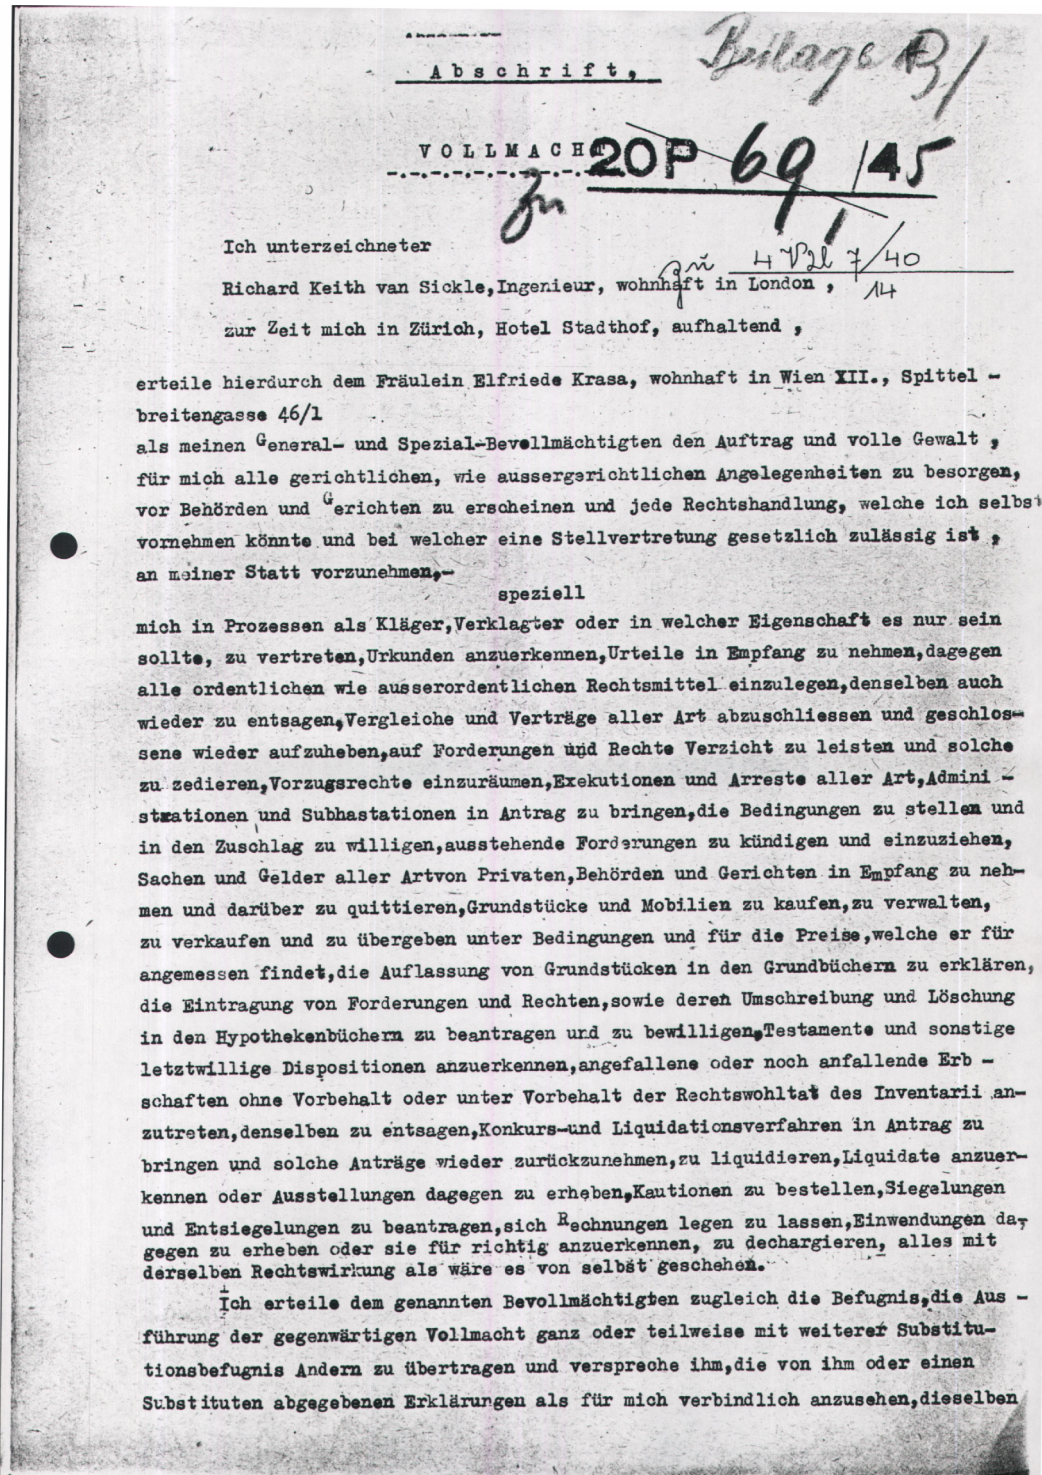 Abschrift,
Beilage B/
VOLLMACHT
20P 69/45
zu
Ich unterzeichneter
zu 4 Vzl 7/40
14
Richard Keith van Sickle,Ingenieur, wohnhaft in London ,
zur Zeit mich in Zürich, Hotel Stadthof, aufhaltend ,
erteile hierdurch dem Fräulein Elfriede Krasa, wohnhaft in Wien XII., Spittel -
breitengasse 46/1
als meinen General- und Spezial-Bevollmächtigten den Auftrag und volle Gewalt ,
für mich alle gerichtlichen, wie aussergerichtlichen Angelegenheiten zu besorgen,
vor Behörden und Gerichten zu erscheinen und jede Rechtshandlung, welche ich selbst
vornehmen könnte und bei welcher eine Stellvertretung gesetzlich zulässig ist ,
an meiner Statt vorzunehmen,-
speziell
mich in Prozessen als Kläger,Verklagter oder in welcher Eigenschaft es nur sein
sollte, zu vertreten,Urkunden anzuerkennen,Urteile in Empfang zu nehmen,dagegen
alle ordentlichen wie ausserordentlichen Rechtsmittel einzulegen,denselben auch
wieder zu entsagen,Vergleiche und Verträge aller Art abzuschliessen und geschlos-
sene wieder aufzuheben,auf Forderungen und Rechte Verzicht zu leisten und solche
zu zedieren,Vorzugsrechte einzuräumen,Exekutionen und Arreste aller Art,Admini -
strationen und Subhastationen in Antrag zu bringen,die Bedingungen zu stellen und
in den Zuschlag zu willigen,ausstehende Forderungen zu kündigen und einzuziehen,
Sachen und Gelder aller Artvon Privaten,Behörden und Gerichten in Empfang zu neh-
men und darüber zu quittieren,Grundstücke und Mobilien zu kaufen,zu verwalten,
zu verkaufen und zu übergeben unter Bedingungen und für die Preise,welche er für
angemessen findet,die Auflassung von Grundstücken in den Grundbüchern zu erklären,
die Eintragung von Forderungen und Rechten,sowie deren Umschreibung und Löschung
in den Hypothekenbüchern zu beantragen und zu bewilligen,Testamente und sonstige
letztwillige Dispositionen anzuerkennen,angefallene oder noch anfallende Erb -
schaften ohne Vorbehalt oder unter Vorbehalt der Rechtswohltat des Inventarii an-
zutreten,denselben zu entsagen,Konkurs-und Liquidationsverfahren in Antrag zu
bringen und solche Anträge wieder zurückzunehmen,zu liquidieren,Liquidate anzuer-
kennen oder Ausstellungen dagegen zu erheben,Kautionen zu bestellen,Siegelungen
und Entsiegelungen zu beantragen,sich Rechnungen legen zu lassen,Einwendungen da-
gegen zu erheben oder sie für richtig anzuerkennen, zu dechargieren, alles mit
derselben Rechtswirkung als wäre es von selbst geschehen.
Ich erteile dem genannten Bevollmächtigten zugleich die Befugnis,die Aus -
führung der gegenwärtigen Vollmacht ganz oder teilweise mit weiterer Substitu-
tionsbefugnis Andern zu übertragen und verspreche ihm,die von ihm oder einen
Substituten abgegebenen Erklärungen als für mich verbindlich anzusehen,dieselben